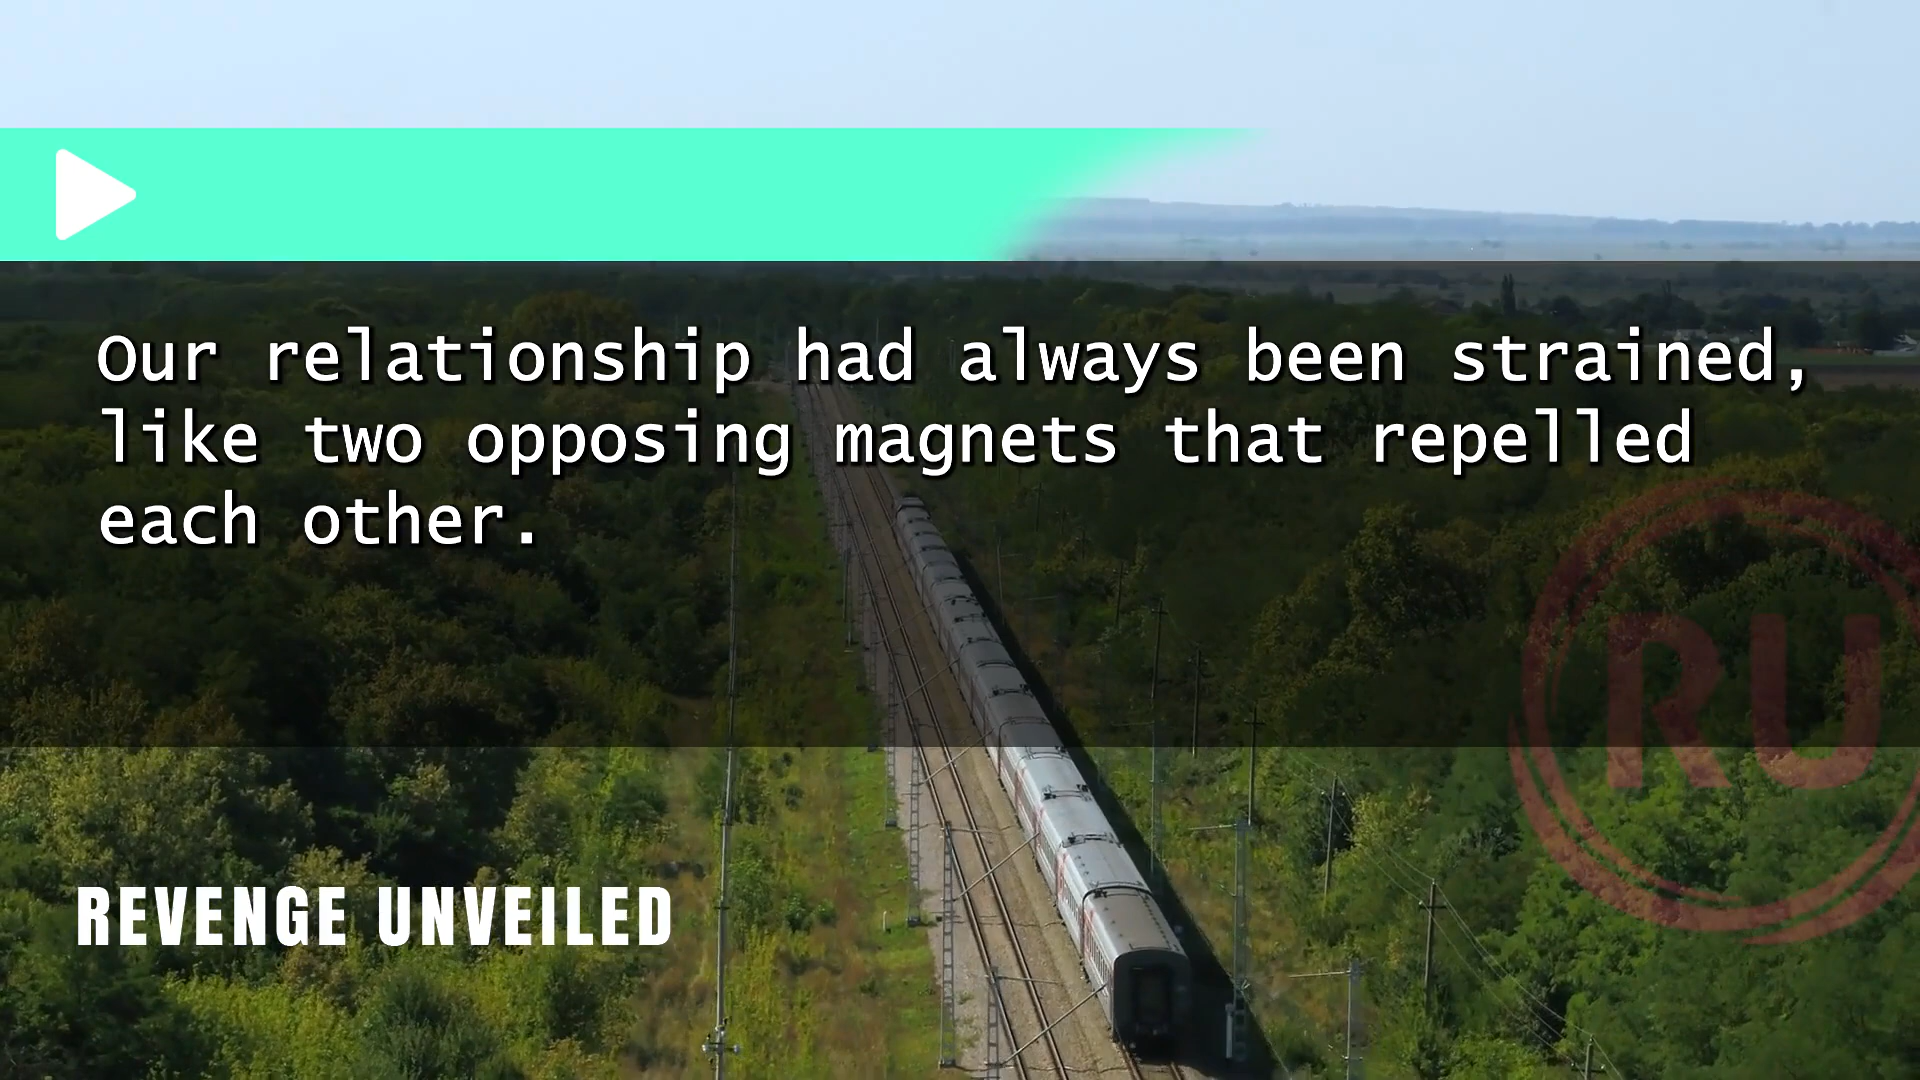 Our relationship had always been strained,
like two opposing magnets that repelled
each other.
RU
REVENGE UNVEILED